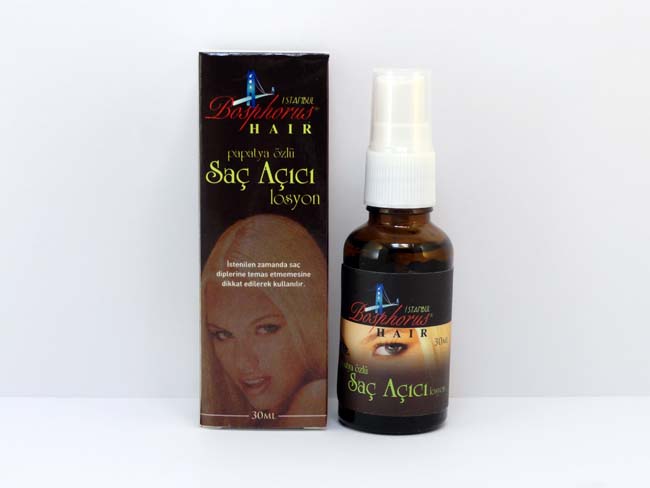 ISTANBUL
Bosphorus
HAIR
papatya özlü
Saç Açıcı
losyon
İstenilen zamanda saç
diplerine temas etmemesine
dikkat edilerek kullanılır.
30ML
ISTANBUL
Bosphorus
HAIR
30ML
atya özlü
Saç Açıcı losyon